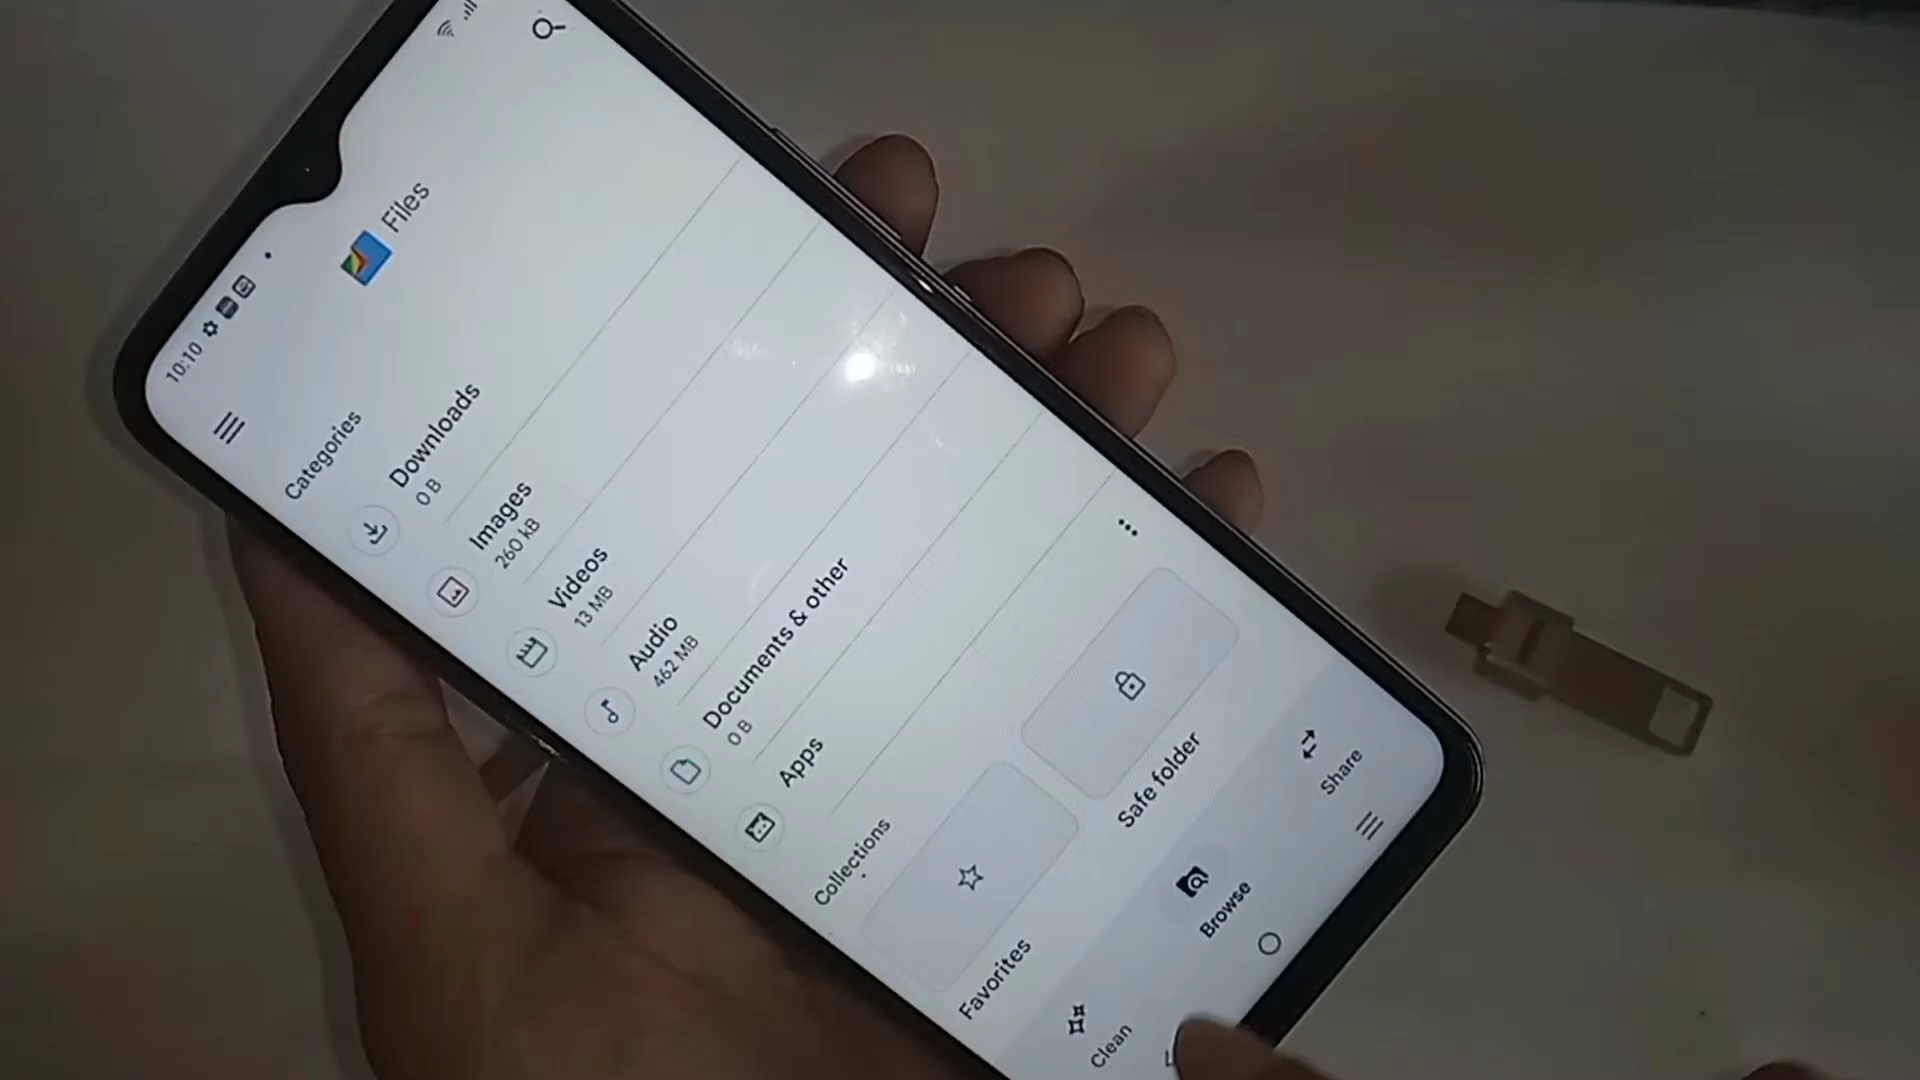 10:10
Files
Categories
Downloads
0 B
Images
260 kB
Videos
13 MB
Audio
462 MB
Documents & other
0 B
Apps
Collections
Favorites
Safe folder
Clean
Browse
Share